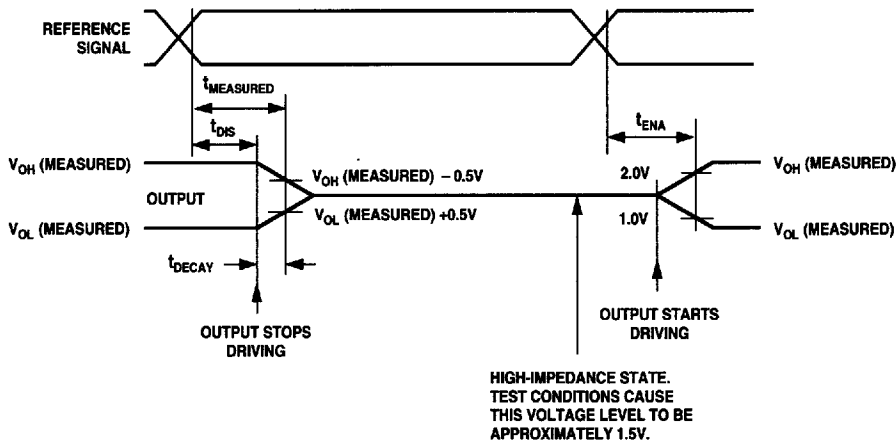 REFERENCE
SIGNAL
tMEASURED
tDIS
tENA
VOH (MEASURED)
VOH (MEASURED) – 0.5V
2.0V
VOH (MEASURED)
OUTPUT
VOL (MEASURED)
VOL (MEASURED) +0.5V
1.0V
VOL (MEASURED)
tDECAY
OUTPUT STOPS
DRIVING
OUTPUT STARTS
DRIVING
HIGH-IMPEDANCE STATE.
TEST CONDITIONS CAUSE
THIS VOLTAGE LEVEL TO BE
APPROXIMATELY 1.5V.